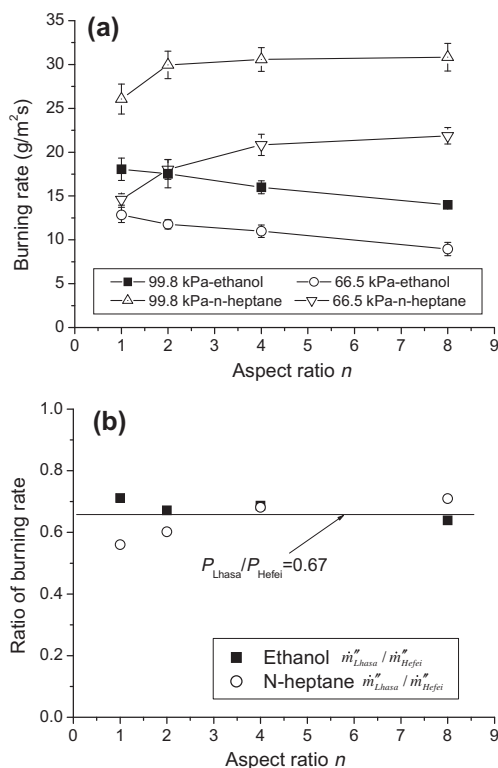 (a)
35
30
25
20
15
10
5
0
Burning rate (g/m²s)
99.8 kPa-ethanol 66.5 kPa-ethanol
99.8 kPa-n-heptane 66.5 kPa-n-heptane
0 1 2 3 4 5 6 7 8 9
Aspect ratio n
(b)
1.0
0.8
0.6
0.4
0.2
0.0
Ratio of burning rate
P_Lhasa/P_Hefei=0.67
Ethanol ṁ″_Lhasa / ṁ″_Hefei
N-heptane ṁ″_Lhasa / ṁ″_Hefei
0 1 2 3 4 5 6 7 8 9
Aspect ratio n